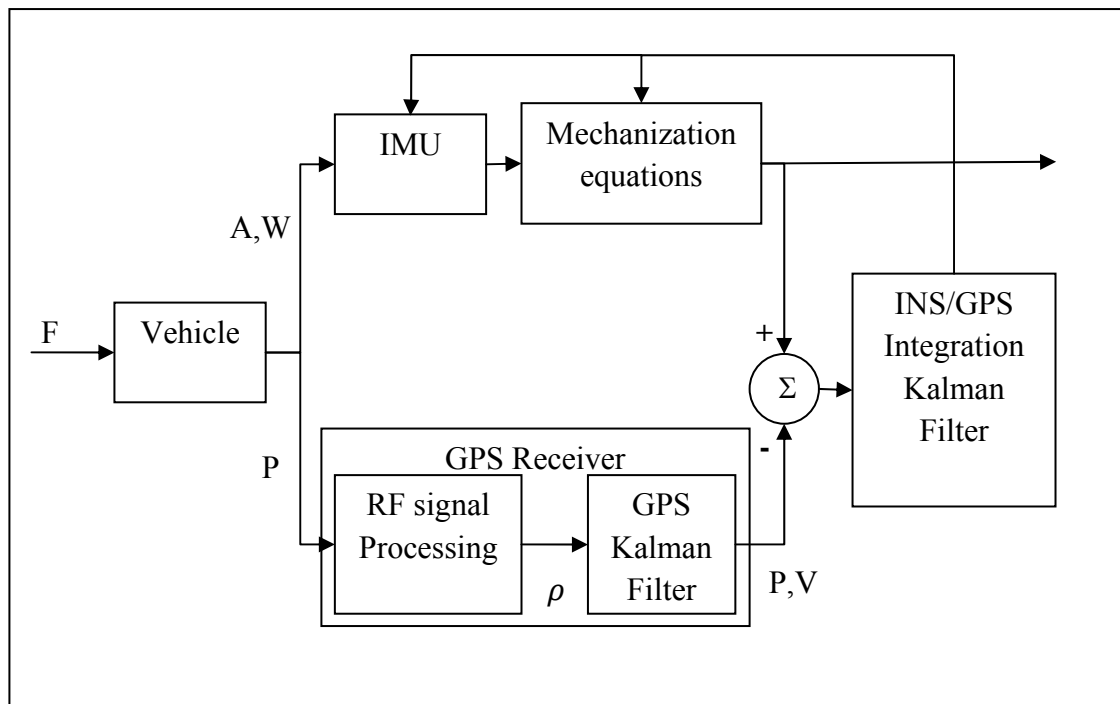 IMU
Mechanization
equations
A,W
F
Vehicle
INS/GPS
Integration
Kalman
Filter
+
Σ
-
P
GPS Receiver
RF signal
Processing
ρ
GPS
Kalman
Filter
P,V